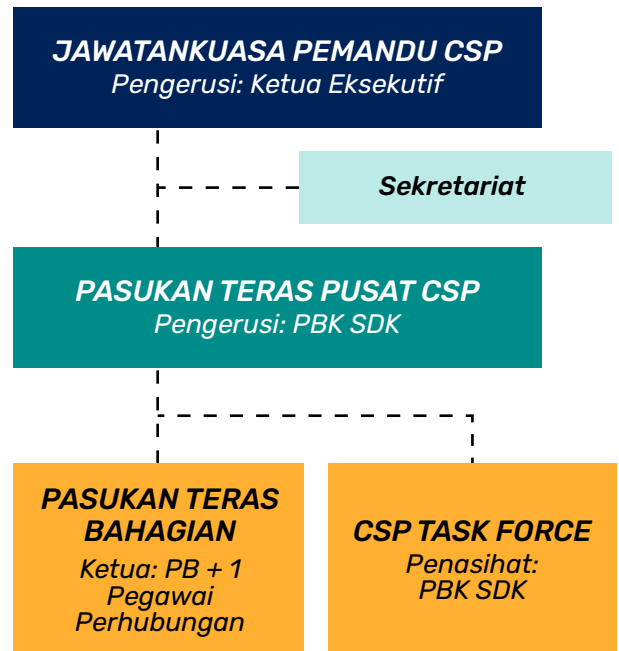 JAWATANKUASA PEMANDU CSP
Pengerusi: Ketua Eksekutif
Sekretariat
PASUKAN TERAS PUSAT CSP
Pengerusi: PBK SDK
PASUKAN TERAS
BAHAGIAN
Ketua: PB + 1
Pegawai
Perhubungan
CSP TASK FORCE
Penasihat:
PBK SDK